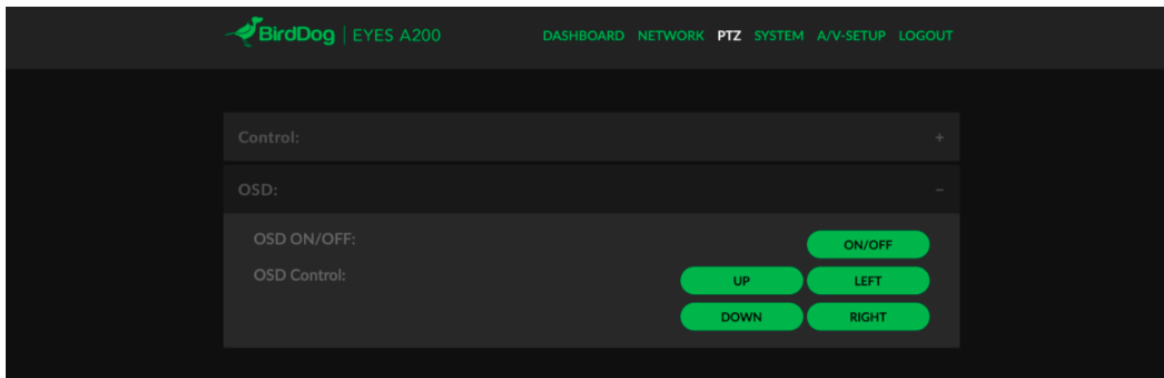 BirdDog | EYES A200 DASHBOARD NETWORK PTZ SYSTEM A/V-SETUP LOGOUT
Control: +
OSD: −
OSD ON/OFF: ON/OFF
OSD Control: UP LEFT
DOWN RIGHT